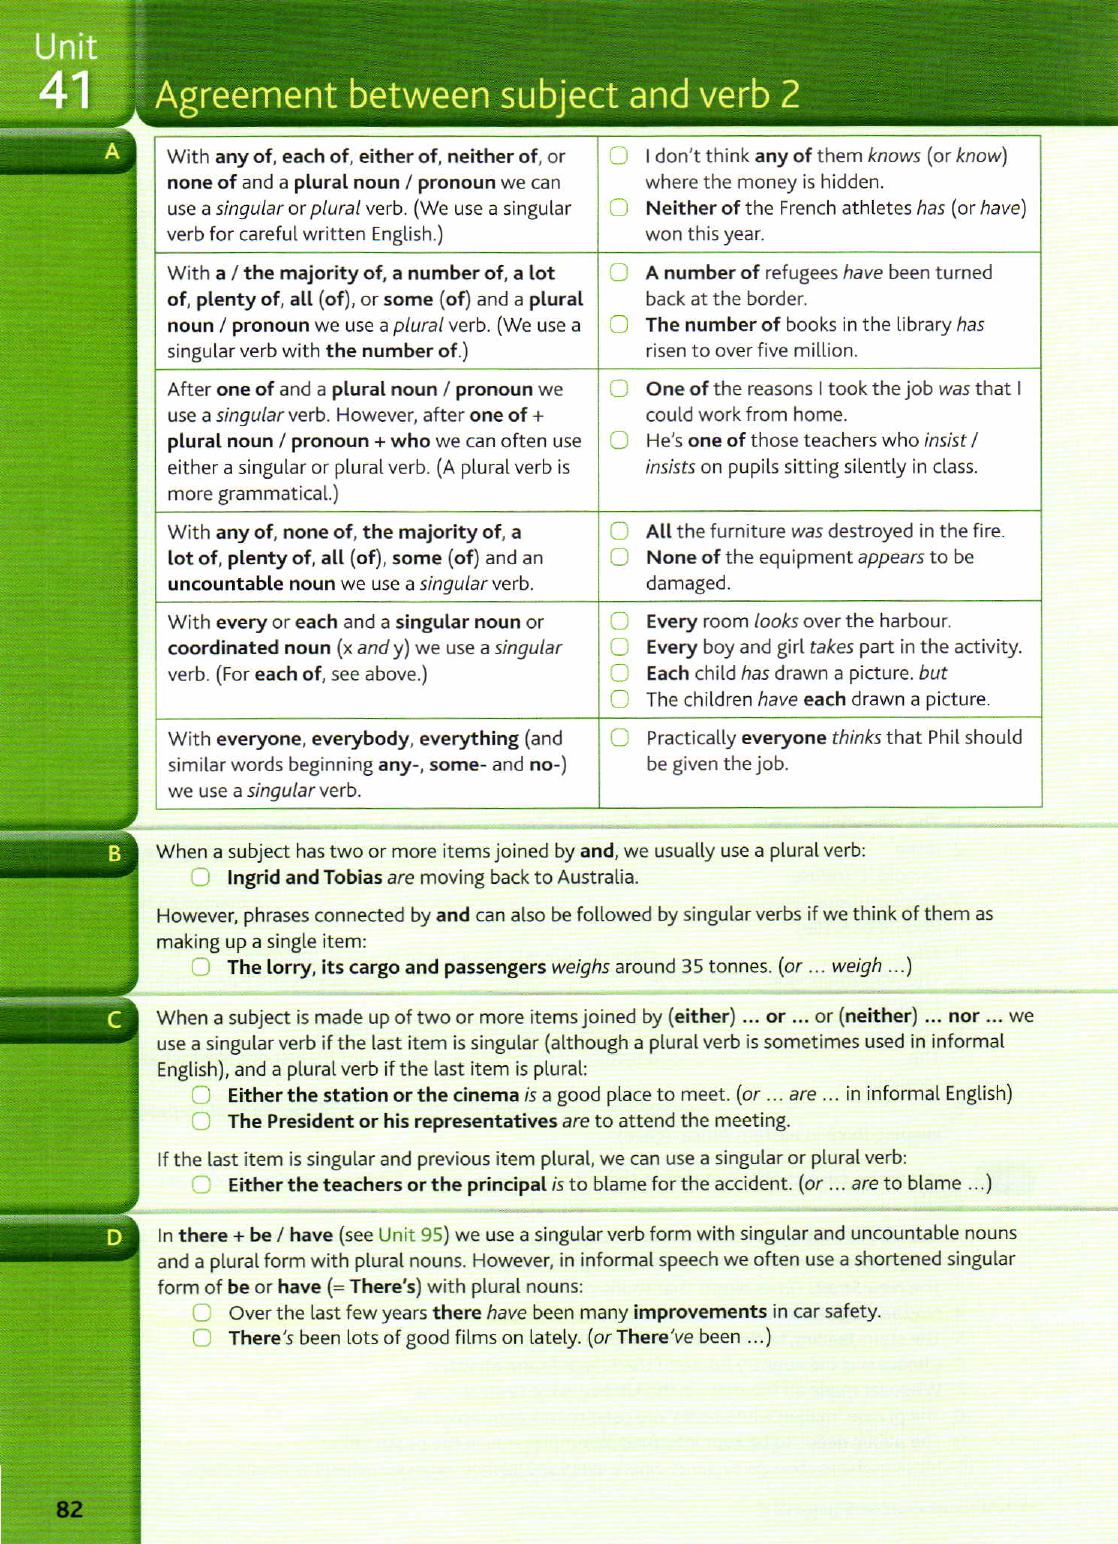 Unit
41
Agreement between subject and verb 2
A
With any of, each of, either of, neither of, or
none of and a plural noun / pronoun we can
use a singular or plural verb. (We use a singular
verb for careful written English.)
I don't think any of them knows (or know)
where the money is hidden.
Neither of the French athletes has (or have)
won this year.
With a / the majority of, a number of, a lot
of, plenty of, all (of), or some (of) and a plural
noun / pronoun we use a plural verb. (We use a
singular verb with the number of.)
A number of refugees have been turned
back at the border.
The number of books in the library has
risen to over five million.
After one of and a plural noun / pronoun we
use a singular verb. However, after one of +
plural noun / pronoun + who we can often use
either a singular or plural verb. (A plural verb is
more grammatical.)
One of the reasons I took the job was that I
could work from home.
He's one of those teachers who insist /
insists on pupils sitting silently in class.
With any of, none of, the majority of, a
lot of, plenty of, all (of), some (of) and an
uncountable noun we use a singular verb.
All the furniture was destroyed in the fire.
None of the equipment appears to be
damaged.
With every or each and a singular noun or
coordinated noun (x and y) we use a singular
verb. (For each of, see above.)
Every room looks over the harbour.
Every boy and girl takes part in the activity.
Each child has drawn a picture. but
The children have each drawn a picture.
With everyone, everybody, everything (and
similar words beginning any-, some- and no-)
we use a singular verb.
Practically everyone thinks that Phil should
be given the job.
B
When a subject has two or more items joined by and, we usually use a plural verb:
Ingrid and Tobias are moving back to Australia.
However, phrases connected by and can also be followed by singular verbs if we think of them as
making up a single item:
The lorry, its cargo and passengers weighs around 35 tonnes. (or ... weigh ...)
C
When a subject is made up of two or more items joined by (either) ... or ... or (neither) ... nor ... we
use a singular verb if the last item is singular (although a plural verb is sometimes used in informal
English), and a plural verb if the last item is plural:
Either the station or the cinema is a good place to meet. (or ... are ... in informal English)
The President or his representatives are to attend the meeting.
If the last item is singular and previous item plural, we can use a singular or plural verb:
Either the teachers or the principal is to blame for the accident. (or ... are to blame ...)
D
In there + be / have (see Unit 95) we use a singular verb form with singular and uncountable nouns
and a plural form with plural nouns. However, in informal speech we often use a shortened singular
form of be or have (= There's) with plural nouns:
Over the last few years there have been many improvements in car safety.
There's been lots of good films on lately. (or There've been ...)
82